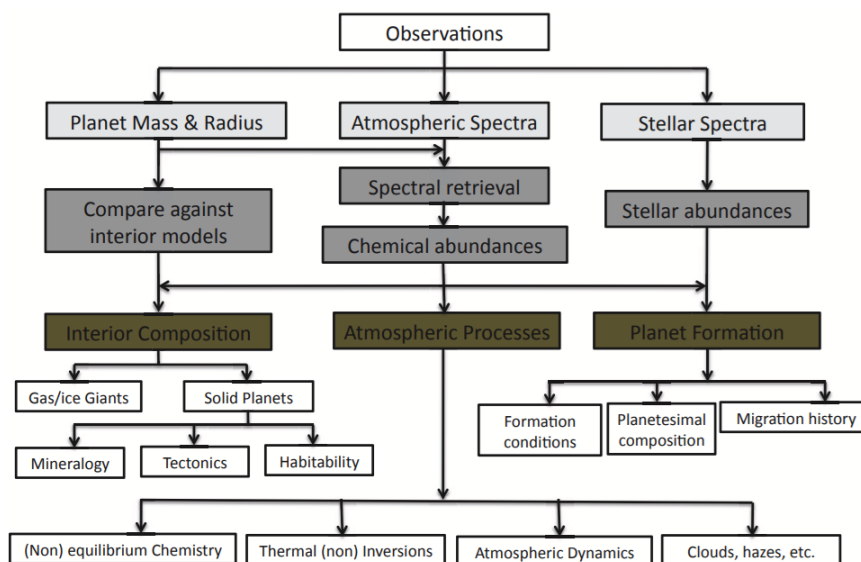 Observations
Planet Mass & Radius
Atmospheric Spectra
Stellar Spectra
Compare against
interior models
Spectral retrieval
Stellar abundances
Chemical abundances
Interior Composition
Atmospheric Processes
Planet Formation
Gas/ice Giants
Solid Planets
Formation
conditions
Planetesimal
composition
Migration history
Mineralogy
Tectonics
Habitability
(Non) equilibrium Chemistry
Thermal (non) Inversions
Atmospheric Dynamics
Clouds, hazes, etc.